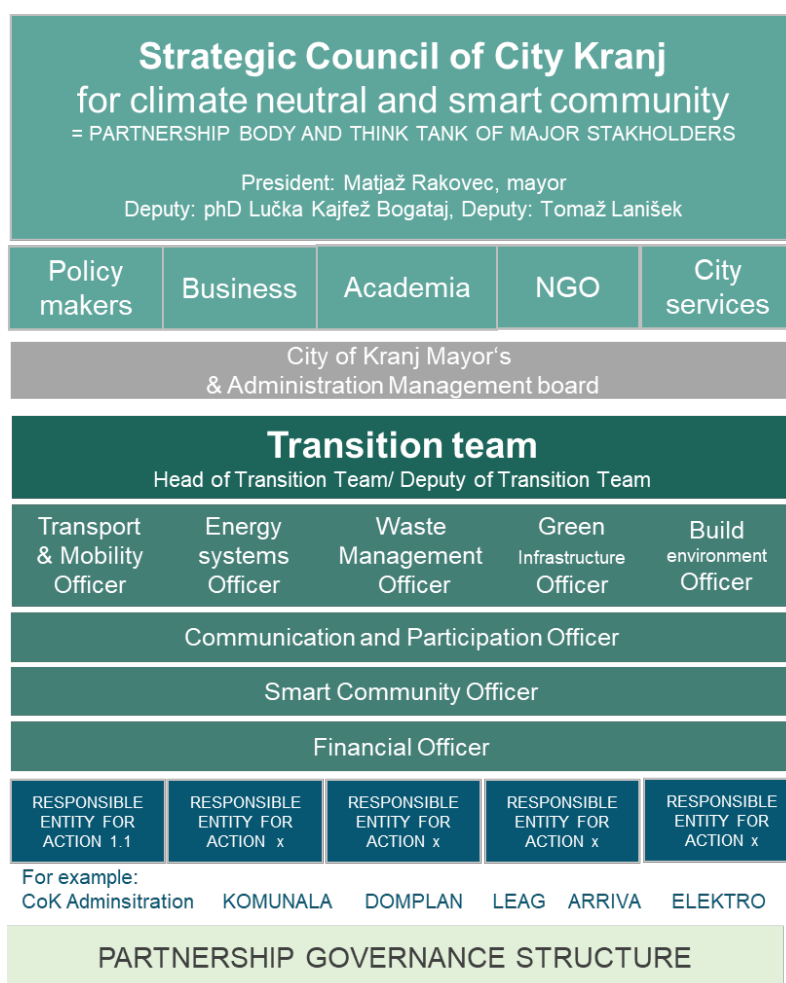 Strategic Council of City Kranj
for climate neutral and smart community
= PARTNERSHIP BODY AND THINK TANK OF MAJOR STAKHOLDERS
President: Matjaž Rakovec, mayor
Deputy: phD Lučka Kajfež Bogataj, Deputy: Tomaž Lanišek
Policy
makers
Business
Academia
NGO
City
services
City of Kranj Mayor‘s
& Administration Management board
Transition team
Head of Transition Team/ Deputy of Transition Team
Transport
& Mobility
Officer
Energy
systems
Officer
Waste
Management
Officer
Green
Infrastructure
Officer
Build
environment
Officer
Communication and Participation Officer
Smart Community Officer
Financial Officer
RESPONSIBLE
ENTITY FOR
ACTION 1.1
RESPONSIBLE
ENTITY FOR
ACTION x
RESPONSIBLE
ENTITY FOR
ACTION x
RESPONSIBLE
ENTITY FOR
ACTION x
RESPONSIBLE
ENTITY FOR
ACTION x
For example:
CoK Adminsitration KOMUNALA DOMPLAN LEAG ARRIVA ELEKTRO
PARTNERSHIP GOVERNANCE STRUCTURE